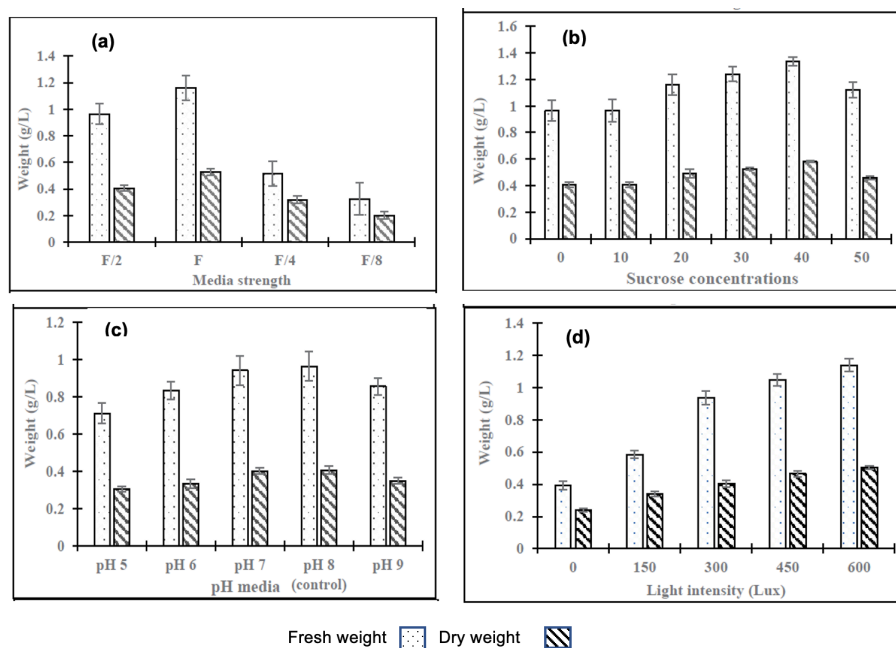 (a)
Weight (g/L)
1.4
1.2
1
0.8
0.6
0.4
0.2
0
F/2 F F/4 F/8
Media strength
(b)
Weight (g/L)
1.6
1.4
1.2
1
0.8
0.6
0.4
0.2
0
0 10 20 30 40 50
Sucrose concentrations
(c)
Weight (g/L)
1.2
1
0.8
0.6
0.4
0.2
0
pH 5 pH 6 pH 7 pH 8 pH 9
pH media (control)
(d)
Weight (g/L)
1.4
1.2
1
0.8
0.6
0.4
0.2
0
0 150 300 450 600
Light intensity (Lux)
Fresh weight Dry weight